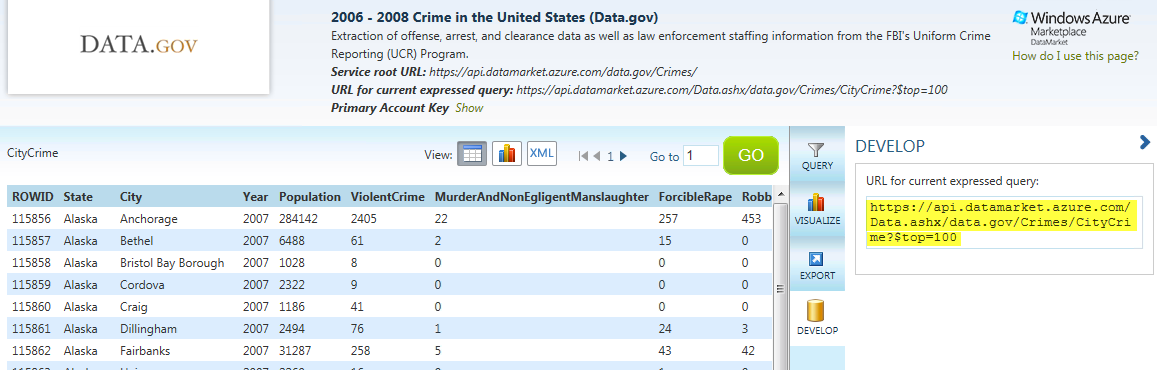 DATA.GOV
2006 - 2008 Crime in the United States (Data.gov)
Extraction of offense, arrest, and clearance data as well as law enforcement staffing information from the FBI's Uniform Crime
Reporting (UCR) Program.
Service root URL: https://api.datamarket.azure.com/data.gov/Crimes/
URL for current expressed query: https://api.datamarket.azure.com/Data.ashx/data.gov/Crimes/CityCrime?$top=100
Primary Account Key Show
Windows Azure
Marketplace
DataMarket
How do I use this page?
CityCrime
View:
XML
1
Go to 1
GO
ROWID State City Year Population ViolentCrime MurderAndNonEgligentManslaughter ForcibleRape Robb
115856 Alaska Anchorage 2007 284142 2405 22 257 453
115857 Alaska Bethel 2007 6488 61 2 15 0
115858 Alaska Bristol Bay Borough 2007 1028 8 0 0 0
115859 Alaska Cordova 2007 2322 9 0 0 0
115860 Alaska Craig 2007 1186 41 0 0 0
115861 Alaska Dillingham 2007 2494 76 1 24 3
115862 Alaska Fairbanks 2007 31287 258 5 43 42
QUERY
VISUALIZE
EXPORT
DEVELOP
DEVELOP
URL for current expressed query:
https://api.datamarket.azure.com/
Data.ashx/data.gov/Crimes/CityCri
me?$top=100